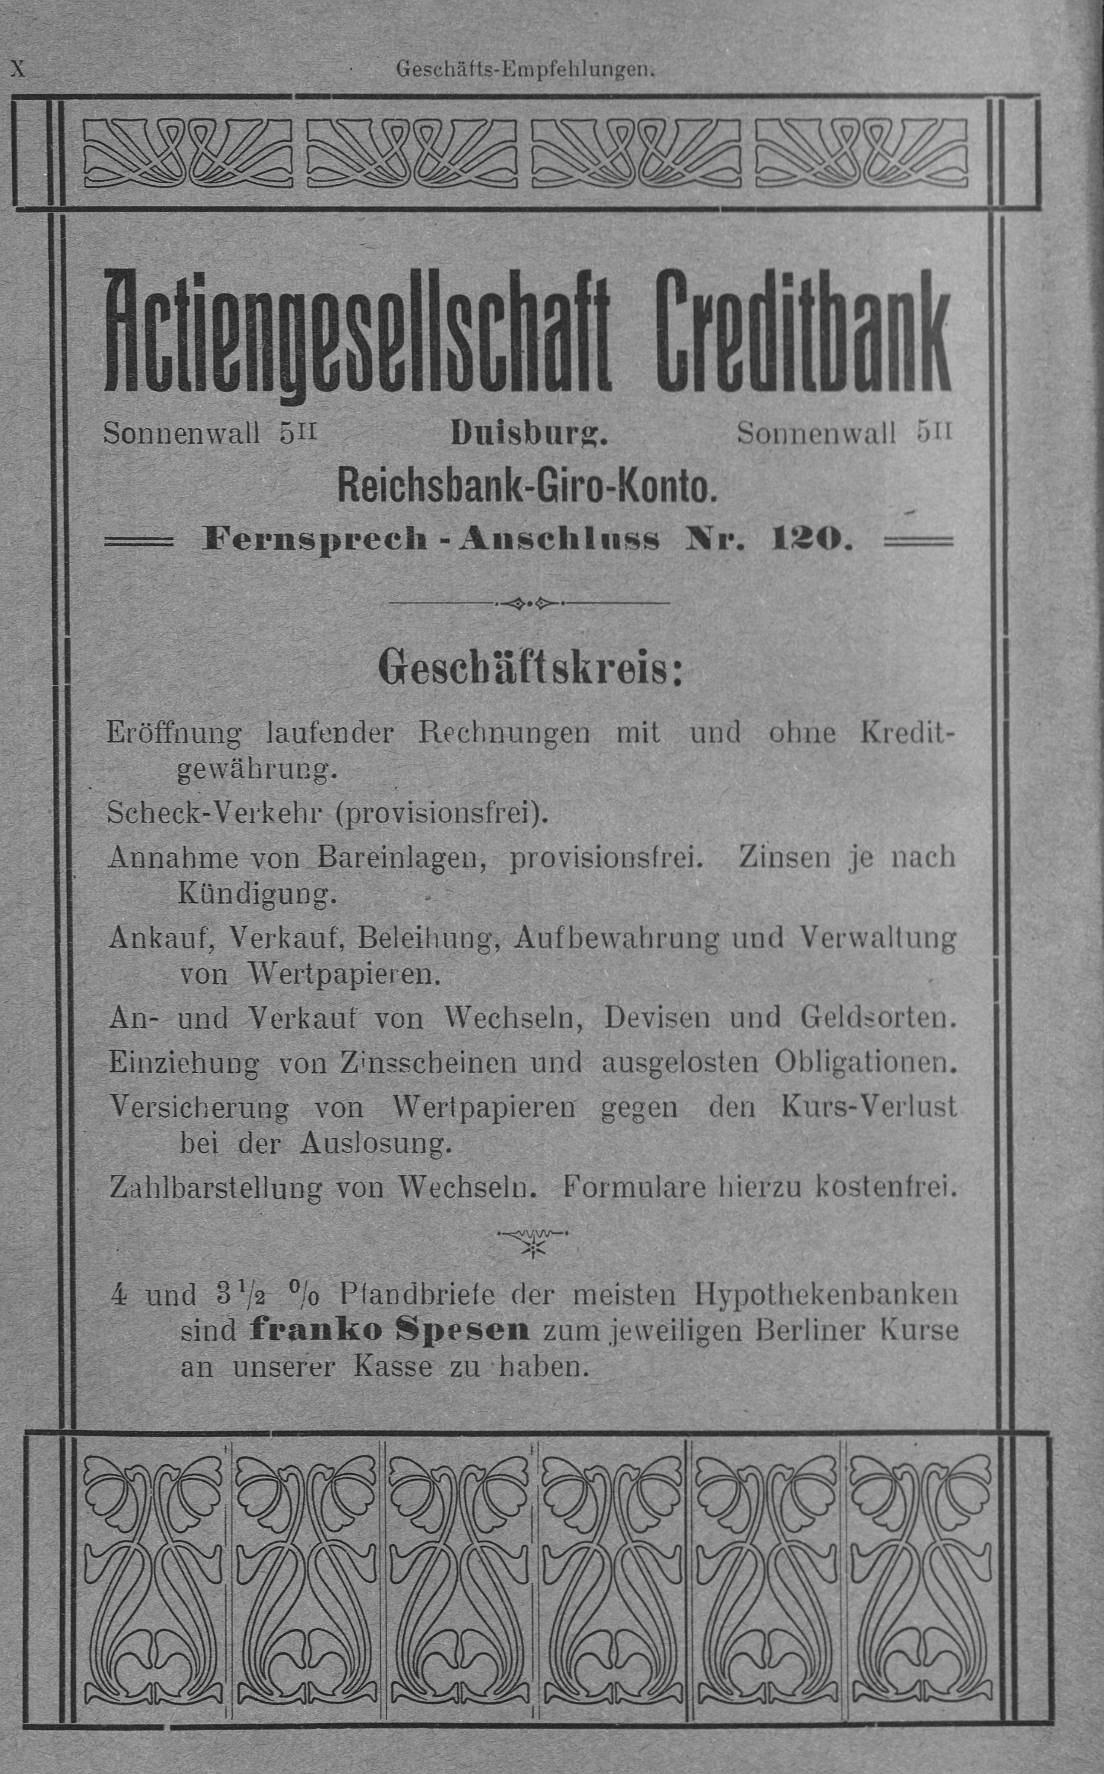 X
Geschäfts-Empfehlungen.
Actiengesellschaft Creditbank
Sonnenwall 5II Duisburg. Sonnenwall 5II
Reichsbank-Giro-Konto.
Fernsprech-Anschluss Nr. 120.
Geschäftskreis:
Eröffnung laufender Rechnungen mit und ohne Kredit-
gewährung.
Scheck-Verkehr (provisionsfrei).
Annahme von Bareinlagen, provisionsfrei. Zinsen je nach
Kündigung.
Ankauf, Verkauf, Beleihung, Aufbewahrung und Verwaltung
von Wertpapieren.
An- und Verkauf von Wechseln, Devisen und Geldsorten.
Einziehung von Zinsscheinen und ausgelosten Obligationen.
Versicherung von Wertpapieren gegen den Kurs-Verlust
bei der Auslosung.
Zahlbarstellung von Wechseln. Formulare hierzu kostenfrei.
4 und 3 1/2 % Pfandbriefe der meisten Hypothekenbanken
sind franko Spesen zum jeweiligen Berliner Kurse
an unserer Kasse zu haben.